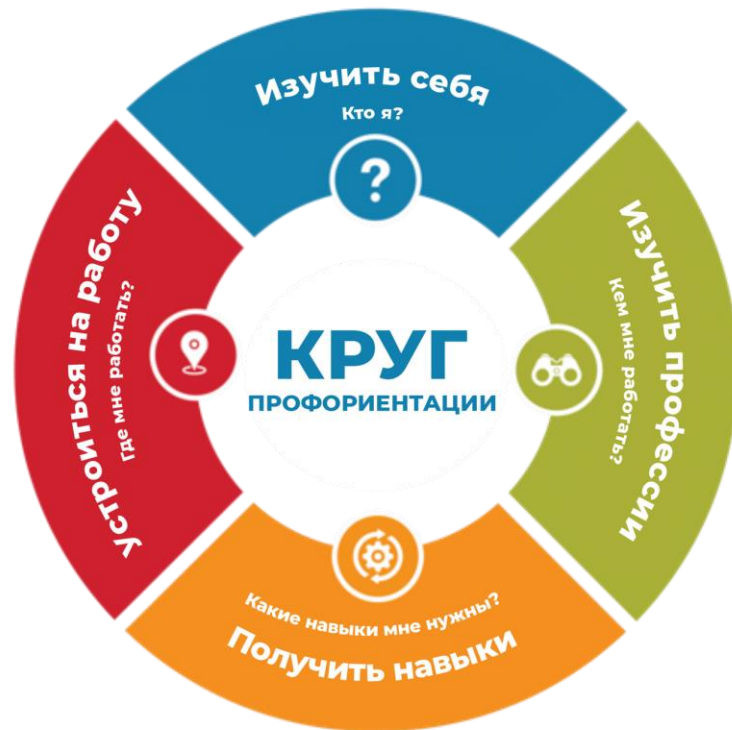 Изучить себя
Кто я?
Изучить профессии
Кем мне работать?
КРУГ
ПРОФОРИЕНТАЦИИ
Какие навыки мне нужны?
Получить навыки
Устроиться на работу
Где мне работать?